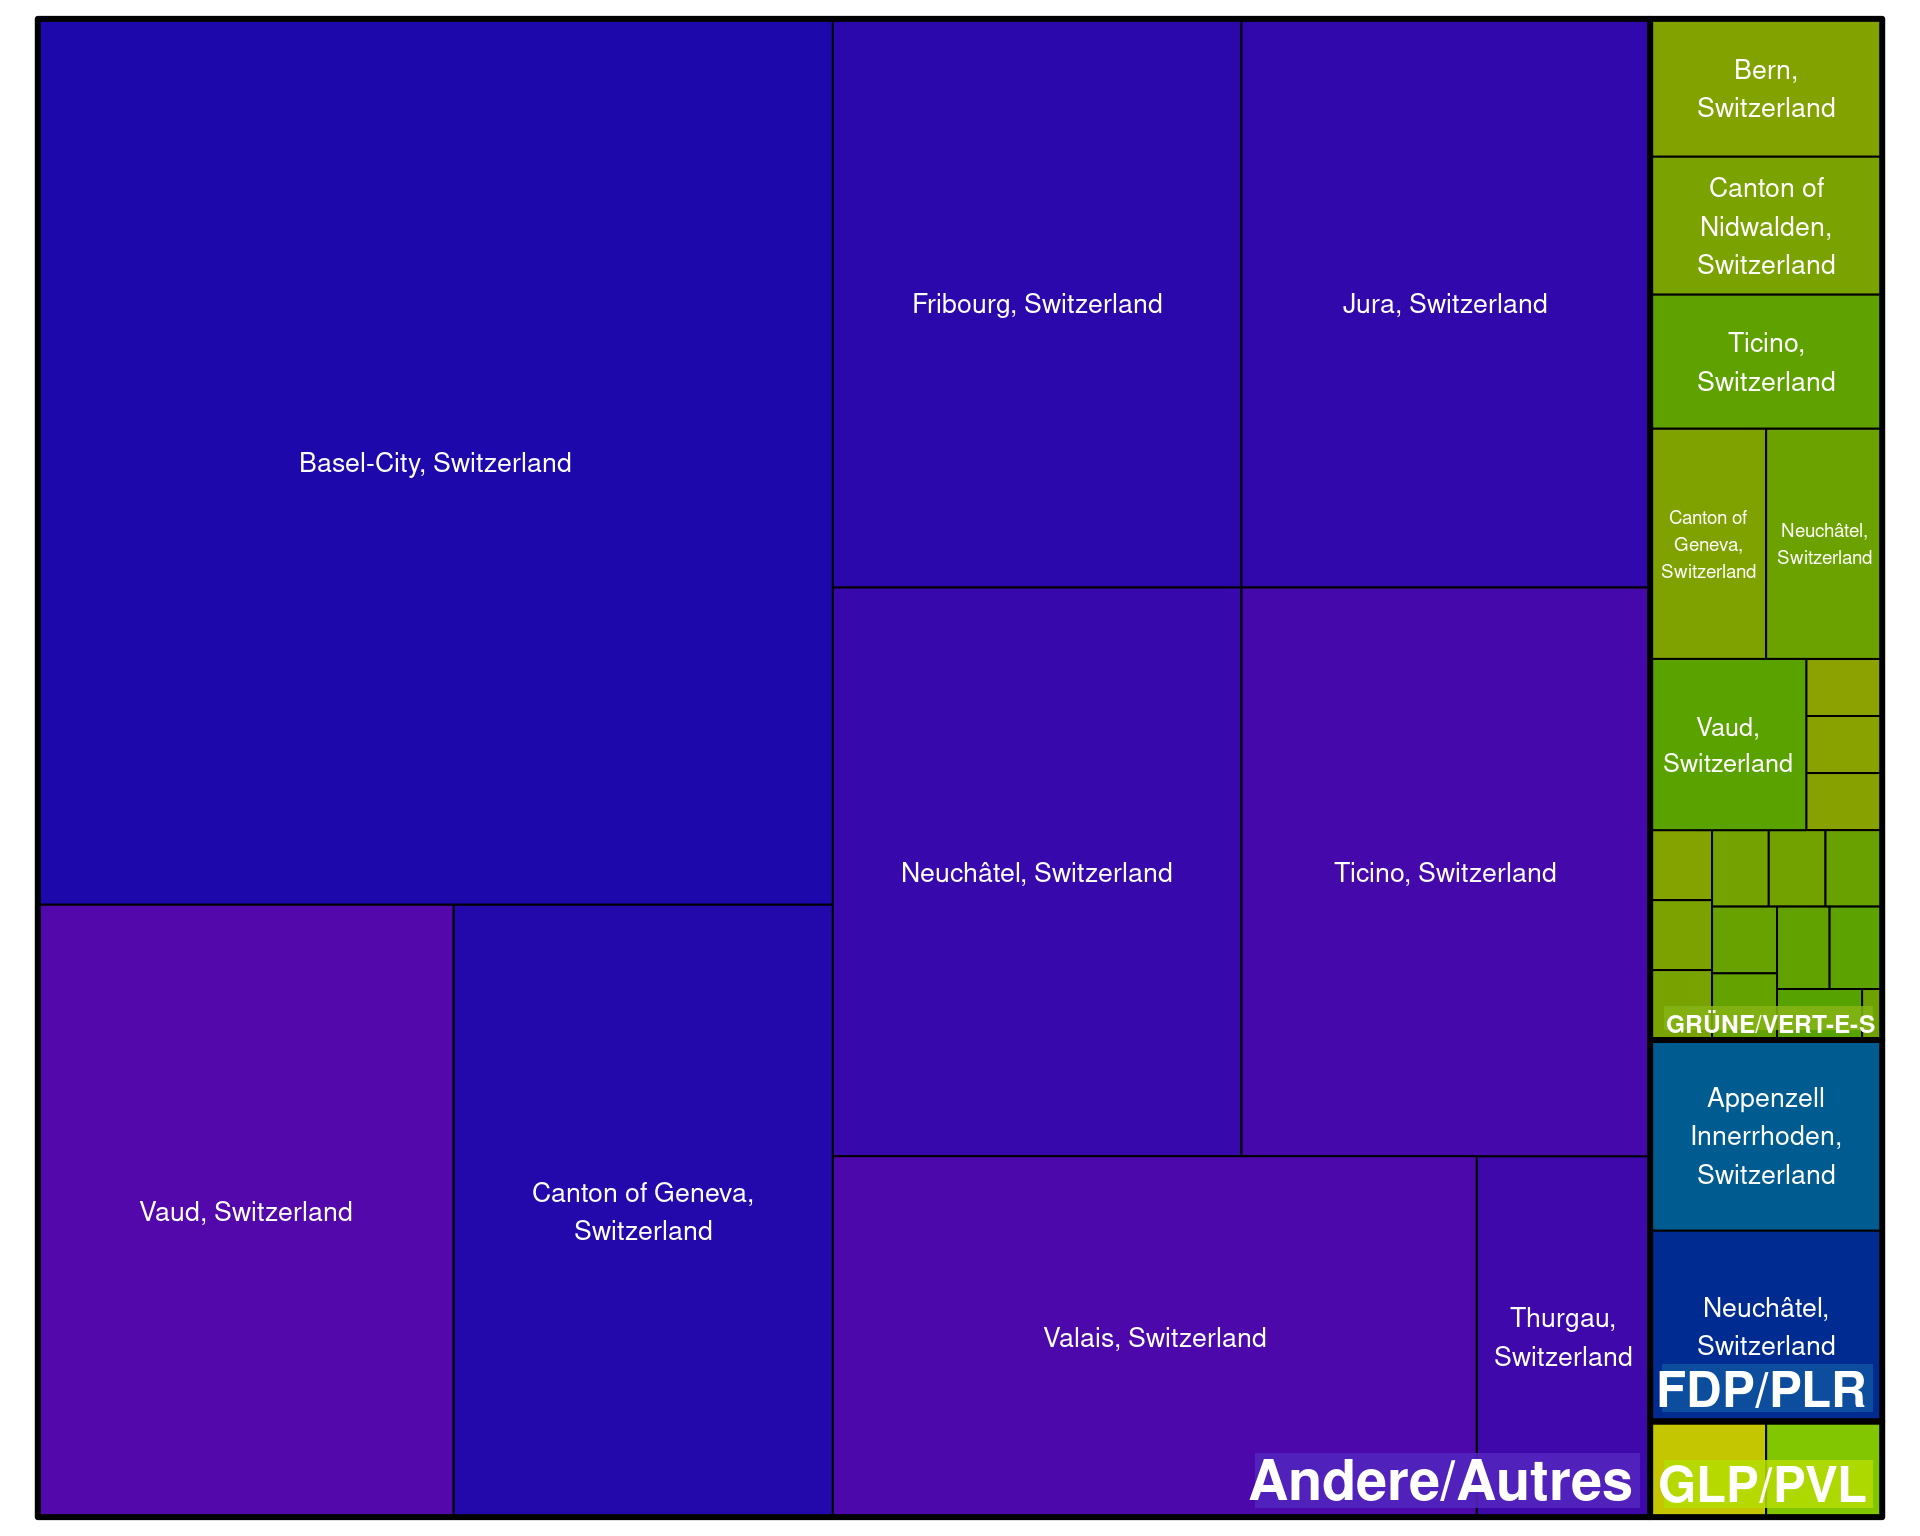 Basel-City, Switzerland
Vaud, Switzerland
Canton of Geneva,
Switzerland
Fribourg, Switzerland
Jura, Switzerland
Neuchâtel, Switzerland
Ticino, Switzerland
Valais, Switzerland
Thurgau,
Switzerland
Andere/Autres
Bern,
Switzerland
Canton of
Nidwalden,
Switzerland
Ticino,
Switzerland
Canton of
Geneva,
Switzerland
Neuchâtel,
Switzerland
Vaud,
Switzerland
GRÜNE/VERT-E-S
Appenzell
Innerrhoden,
Switzerland
Neuchâtel,
Switzerland
FDP/PLR
GLP/PVL